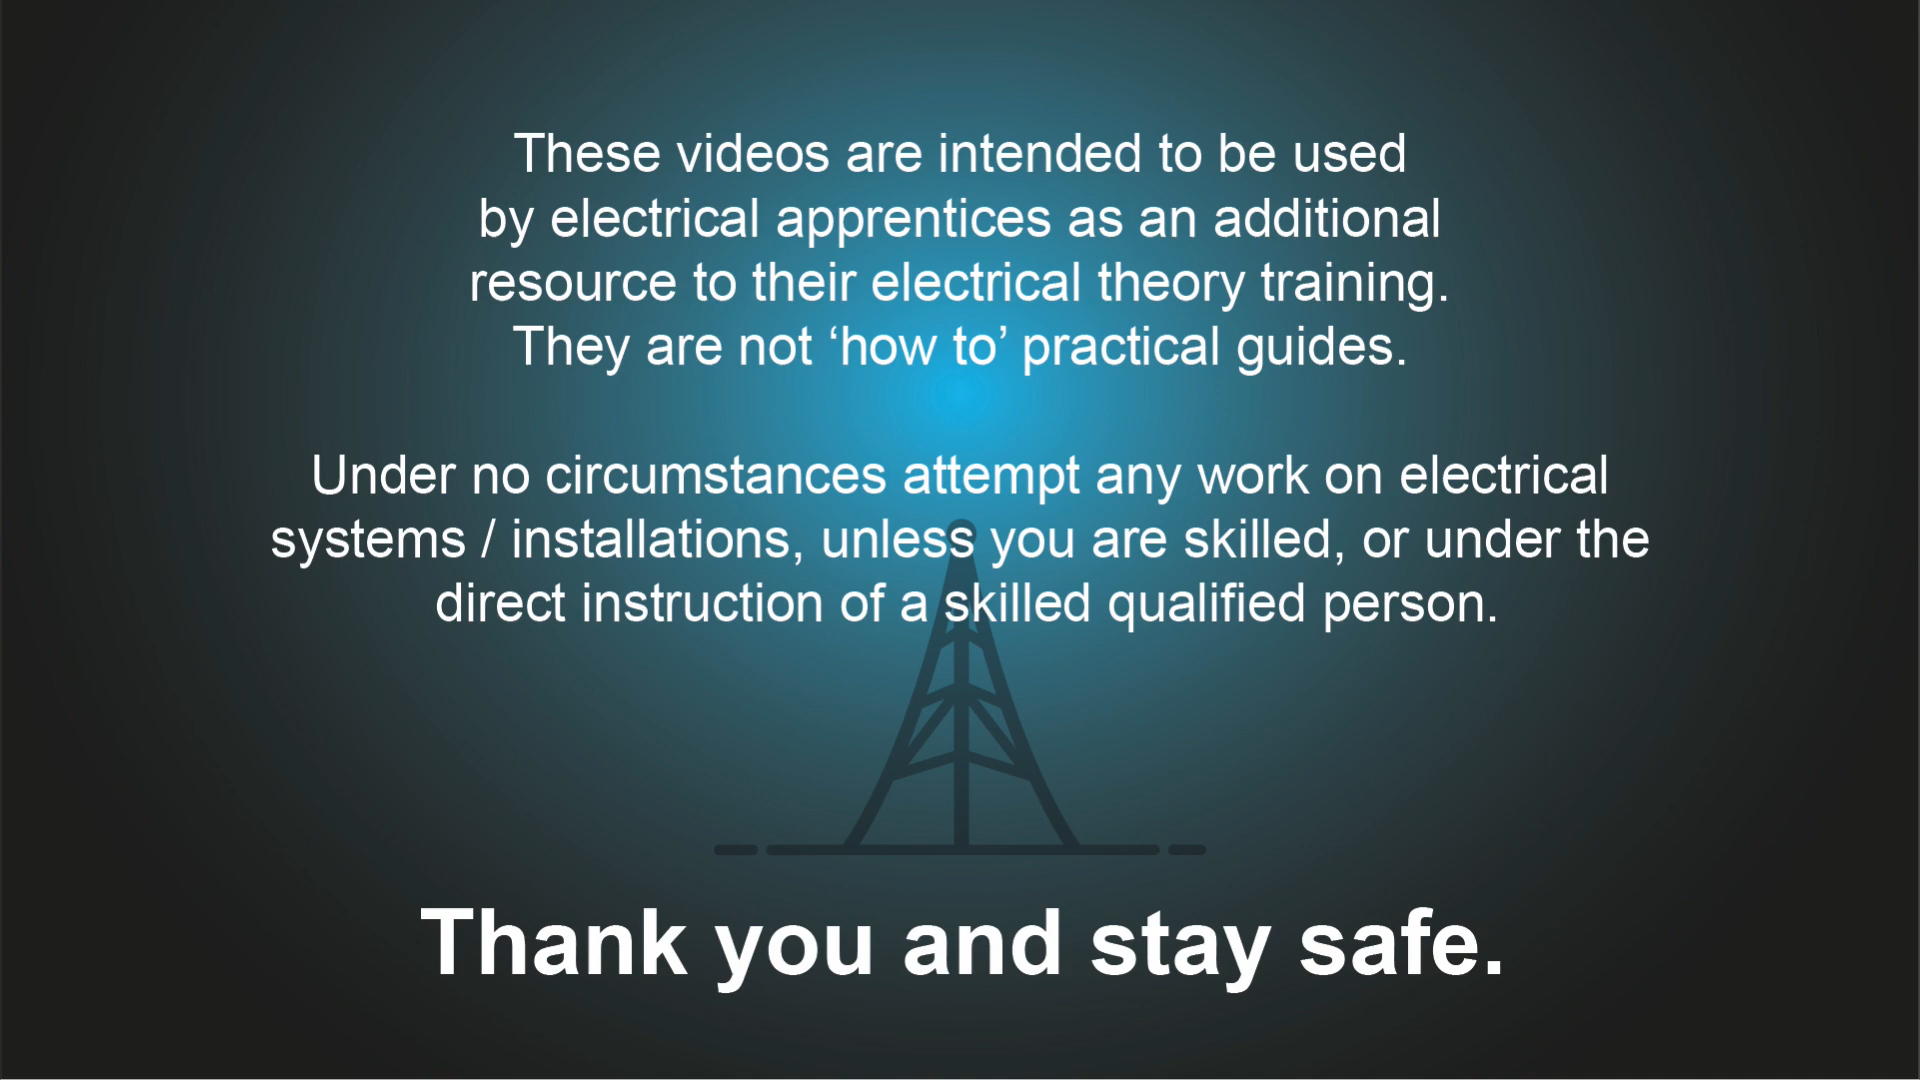 These videos are intended to be used
by electrical apprentices as an additional
resource to their electrical theory training.
They are not ‘how to’ practical guides.
Under no circumstances attempt any work on electrical
systems / installations, unless you are skilled, or under the
direct instruction of a skilled qualified person.
Thank you and stay safe.